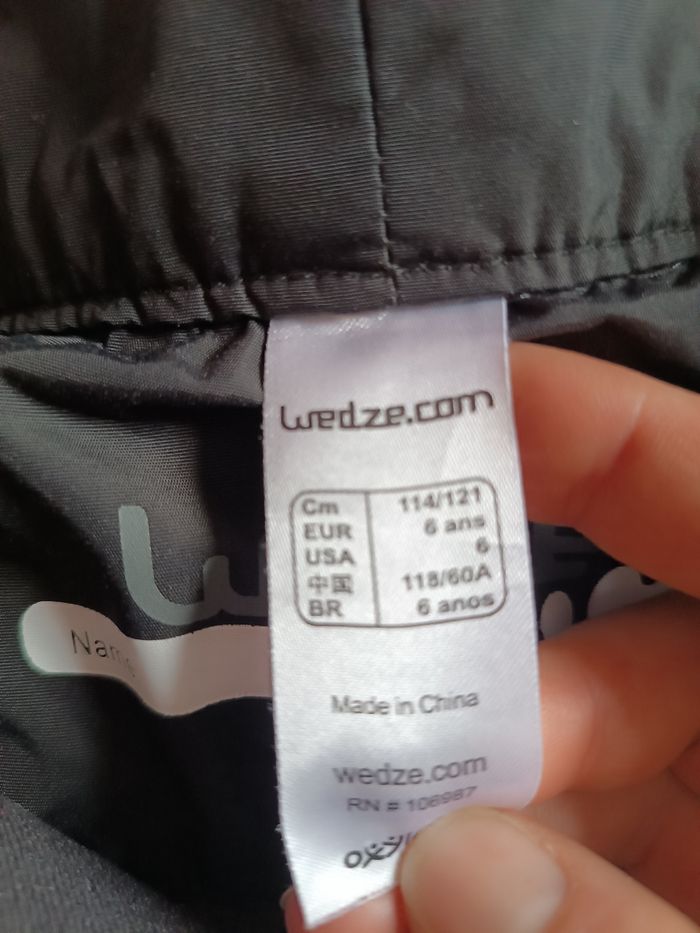 wedze.com
Cm 114/121
EUR 6 ans
USA 6
中国 118/60A
BR 6 anos
Made in China
wedze.com
RN # 106987
Name